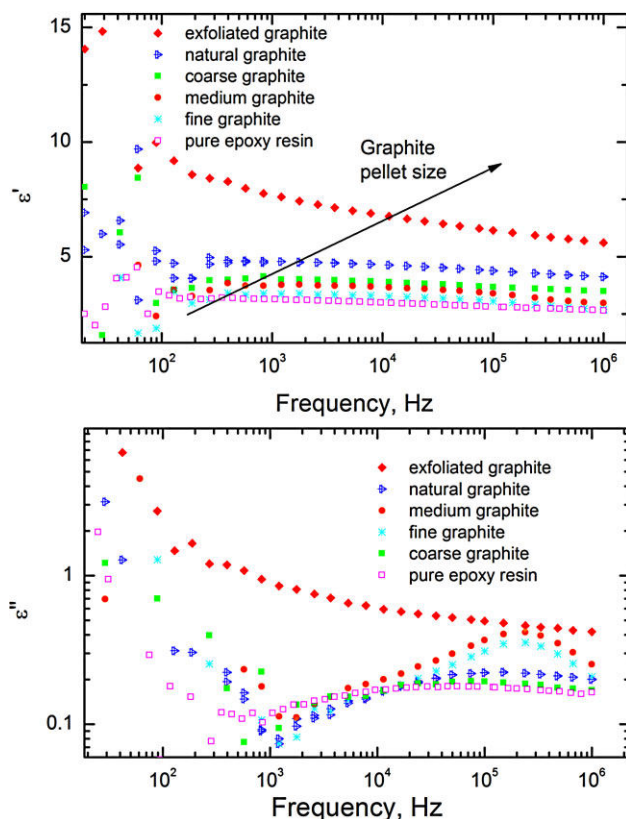 15
exfoliated graphite
natural graphite
coarse graphite
medium graphite
fine graphite
10
pure epoxy resin
Graphite
pellet size
ε'
5
10² 10³ 10⁴ 10⁵ 10⁶
Frequency, Hz
exfoliated graphite
natural graphite
medium graphite
fine graphite
coarse graphite
pure epoxy resin
ε"
1
0.1
10² 10³ 10⁴ 10⁵ 10⁶
Frequency, Hz